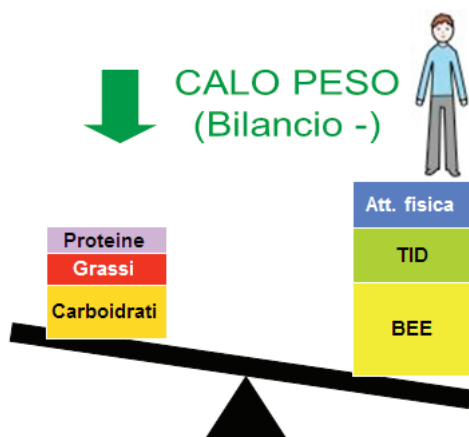 CALO PESO
(Bilancio -)
Att. fisica
TID
BEE
Proteine
Grassi
Carboidrati